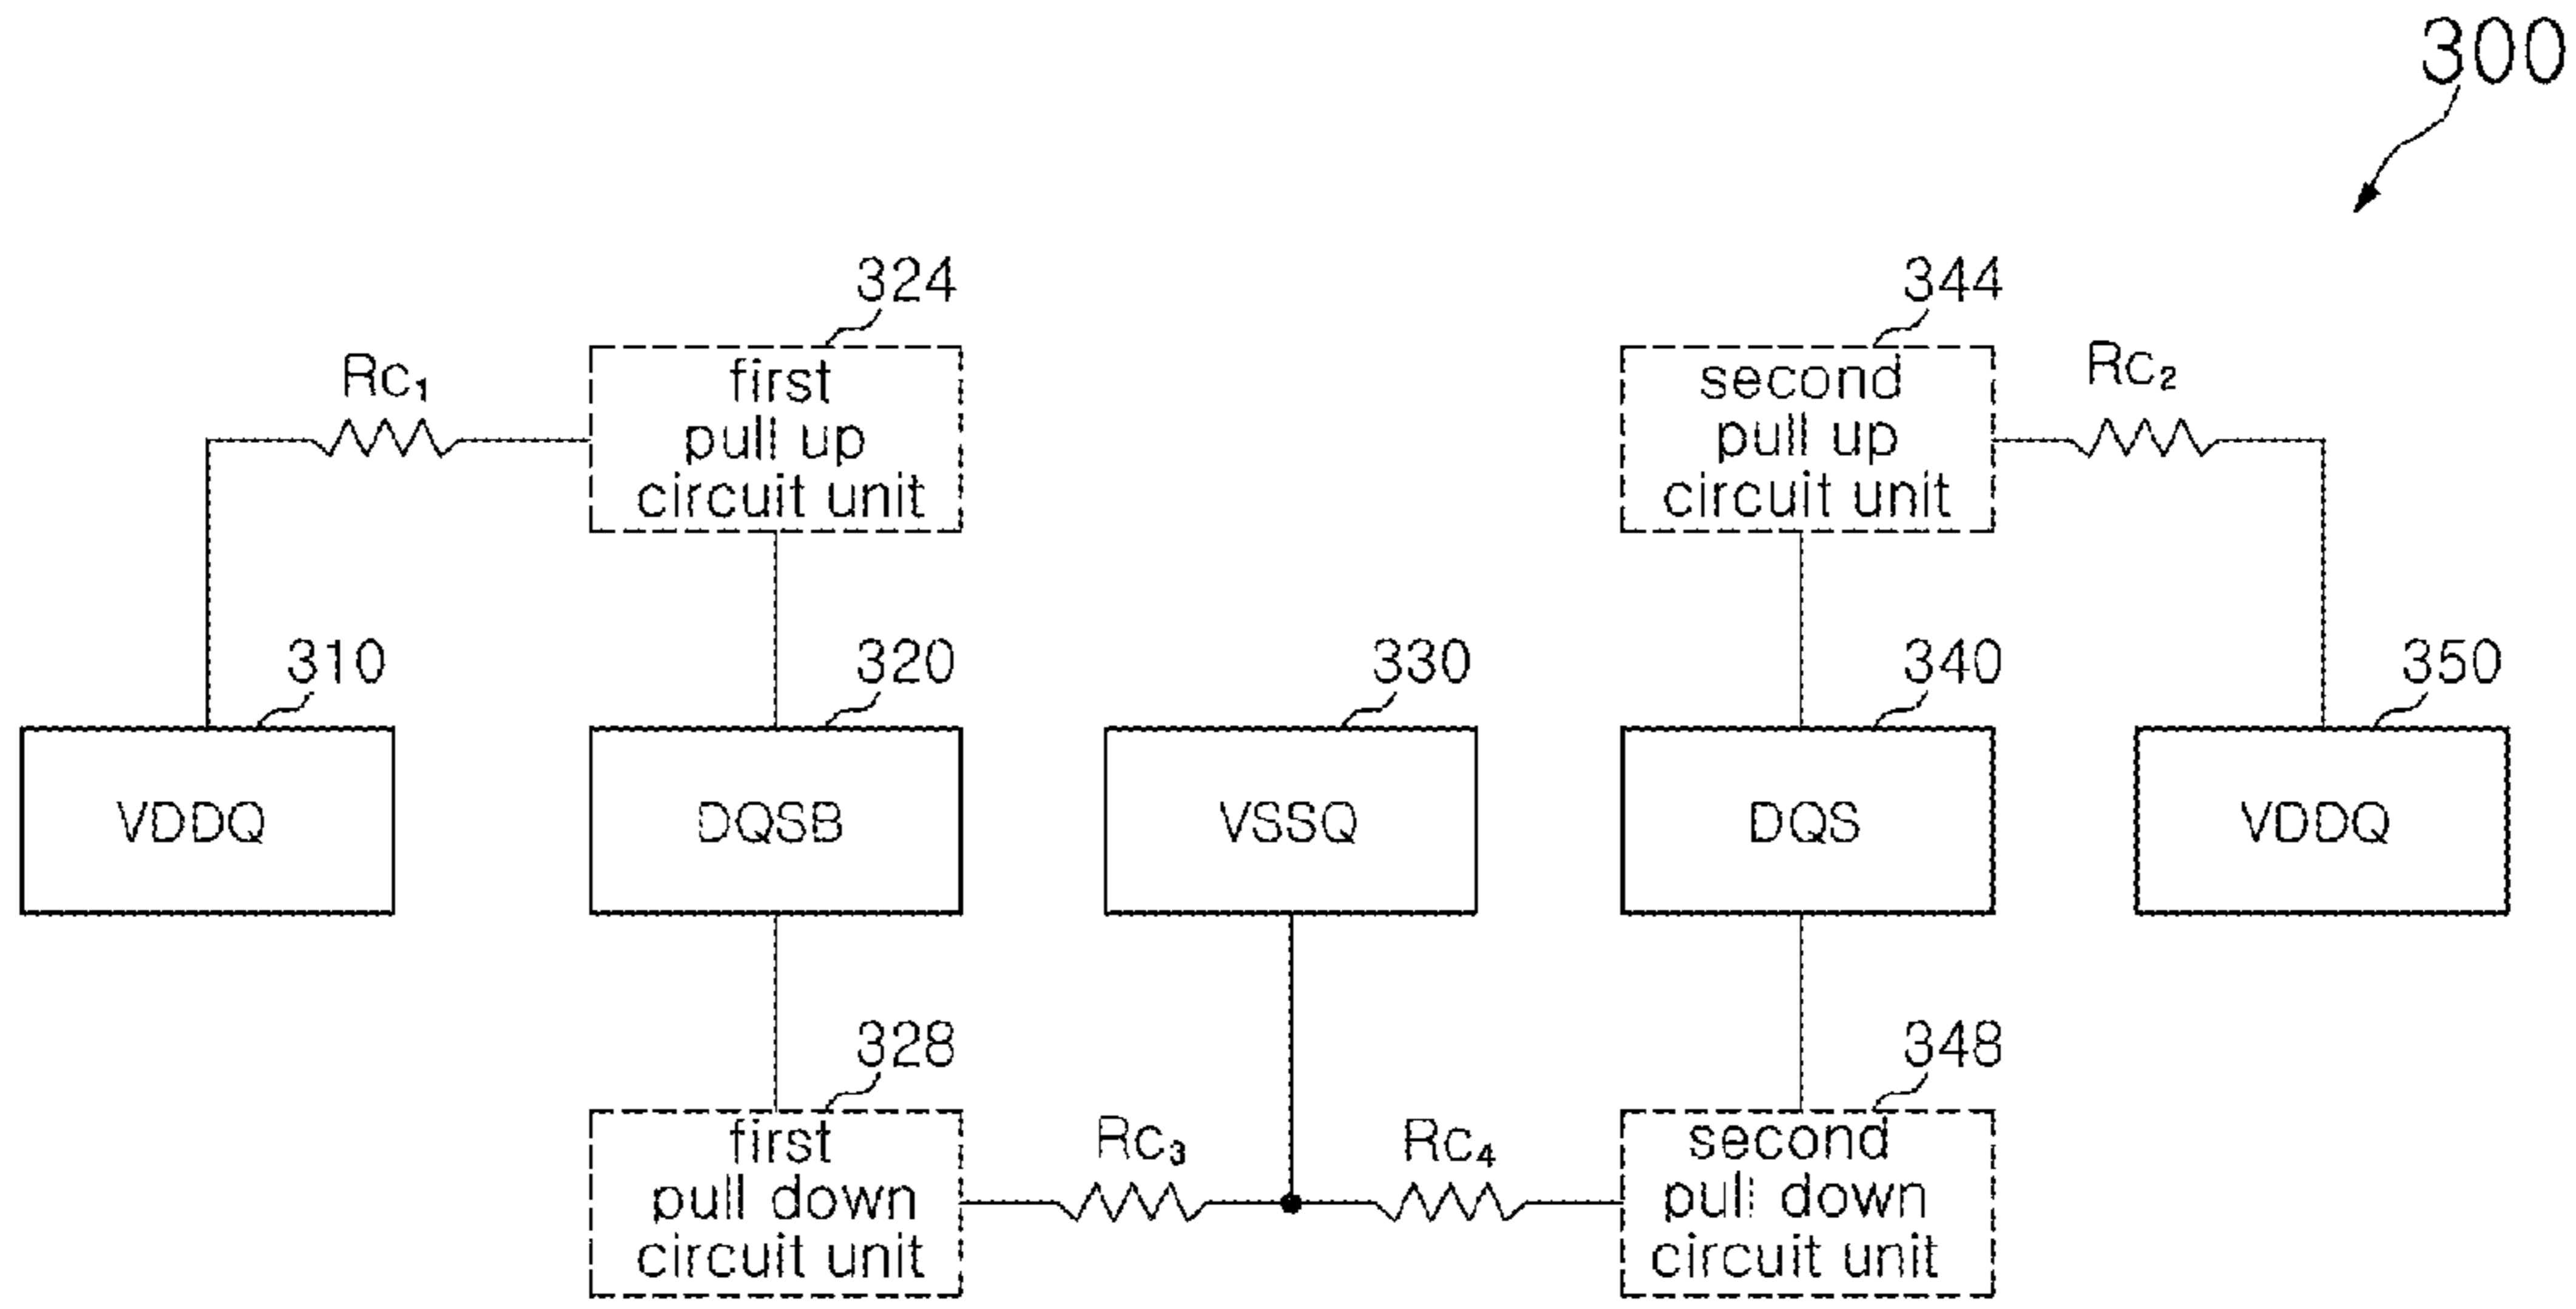 300
324
344
Rc₁
first
pull up
circuit unit
second
pull up
circuit unit
Rc₂
310
320
330
340
350
VDDQ
DQSB
VSSQ
DQS
VDDQ
328
348
first
pull down
circuit unit
Rc₃
Rc₄
second
pull down
circuit unit